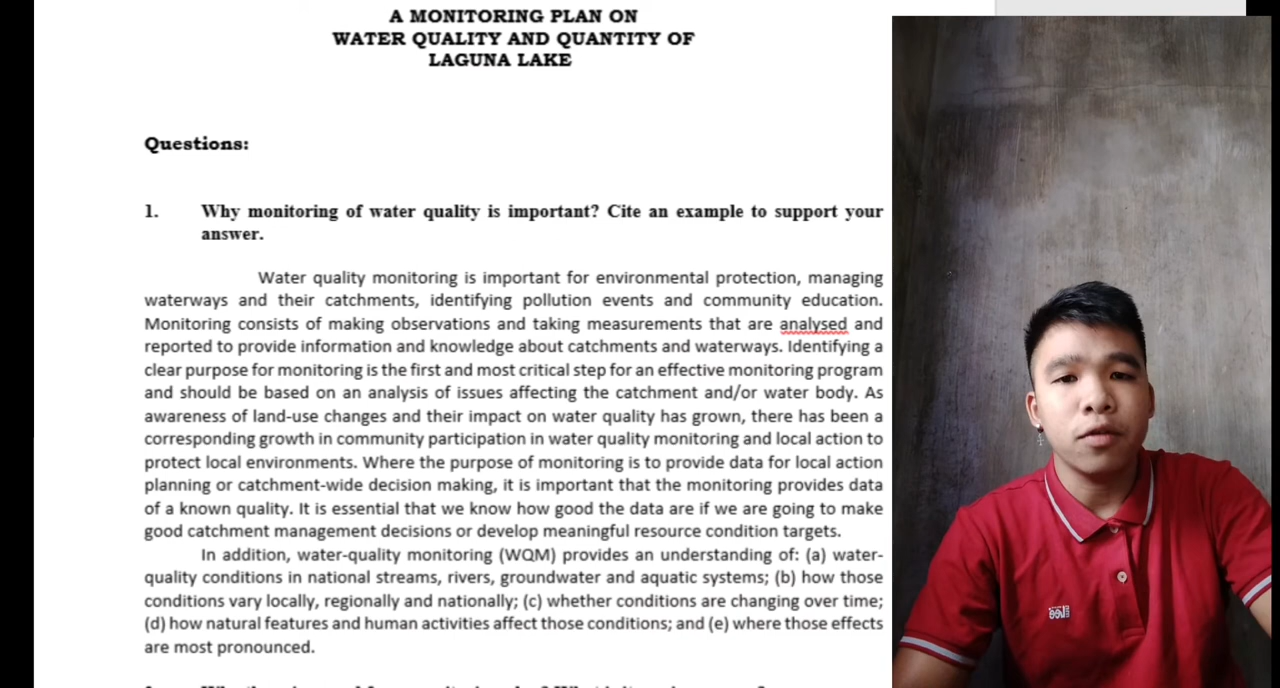 A MONITORING PLAN ON
WATER QUALITY AND QUANTITY OF
LAGUNA LAKE
Questions:
1. Why monitoring of water quality is important? Cite an example to support your
answer.
Water quality monitoring is important for environmental protection, managing
waterways and their catchments, identifying pollution events and community education.
Monitoring consists of making observations and taking measurements that are analysed and
reported to provide information and knowledge about catchments and waterways. Identifying a
clear purpose for monitoring is the first and most critical step for an effective monitoring program
and should be based on an analysis of issues affecting the catchment and/or water body. As
awareness of land-use changes and their impact on water quality has grown, there has been a
corresponding growth in community participation in water quality monitoring and local action to
protect local environments. Where the purpose of monitoring is to provide data for local action
planning or catchment-wide decision making, it is important that the monitoring provides data
of a known quality. It is essential that we know how good the data are if we are going to make
good catchment management decisions or develop meaningful resource condition targets.
In addition, water-quality monitoring (WQM) provides an understanding of: (a) water-
quality conditions in national streams, rivers, groundwater and aquatic systems; (b) how those
conditions vary locally, regionally and nationally; (c) whether conditions are changing over time;
(d) how natural features and human activities affect those conditions; and (e) where those effects
are most pronounced.